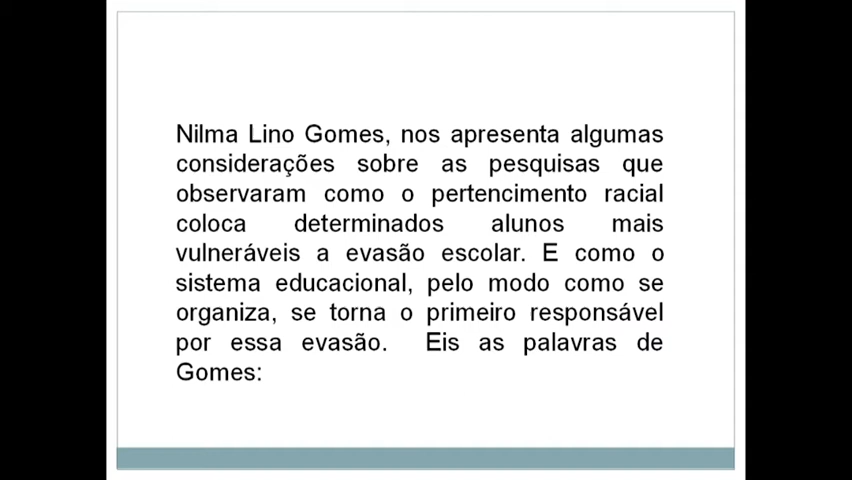 Nilma Lino Gomes, nos apresenta algumas
considerações sobre as pesquisas que
observaram como o pertencimento racial
coloca determinados alunos mais
vulneráveis a evasão escolar. E como o
sistema educacional, pelo modo como se
organiza, se torna o primeiro responsável
por essa evasão. Eis as palavras de
Gomes: